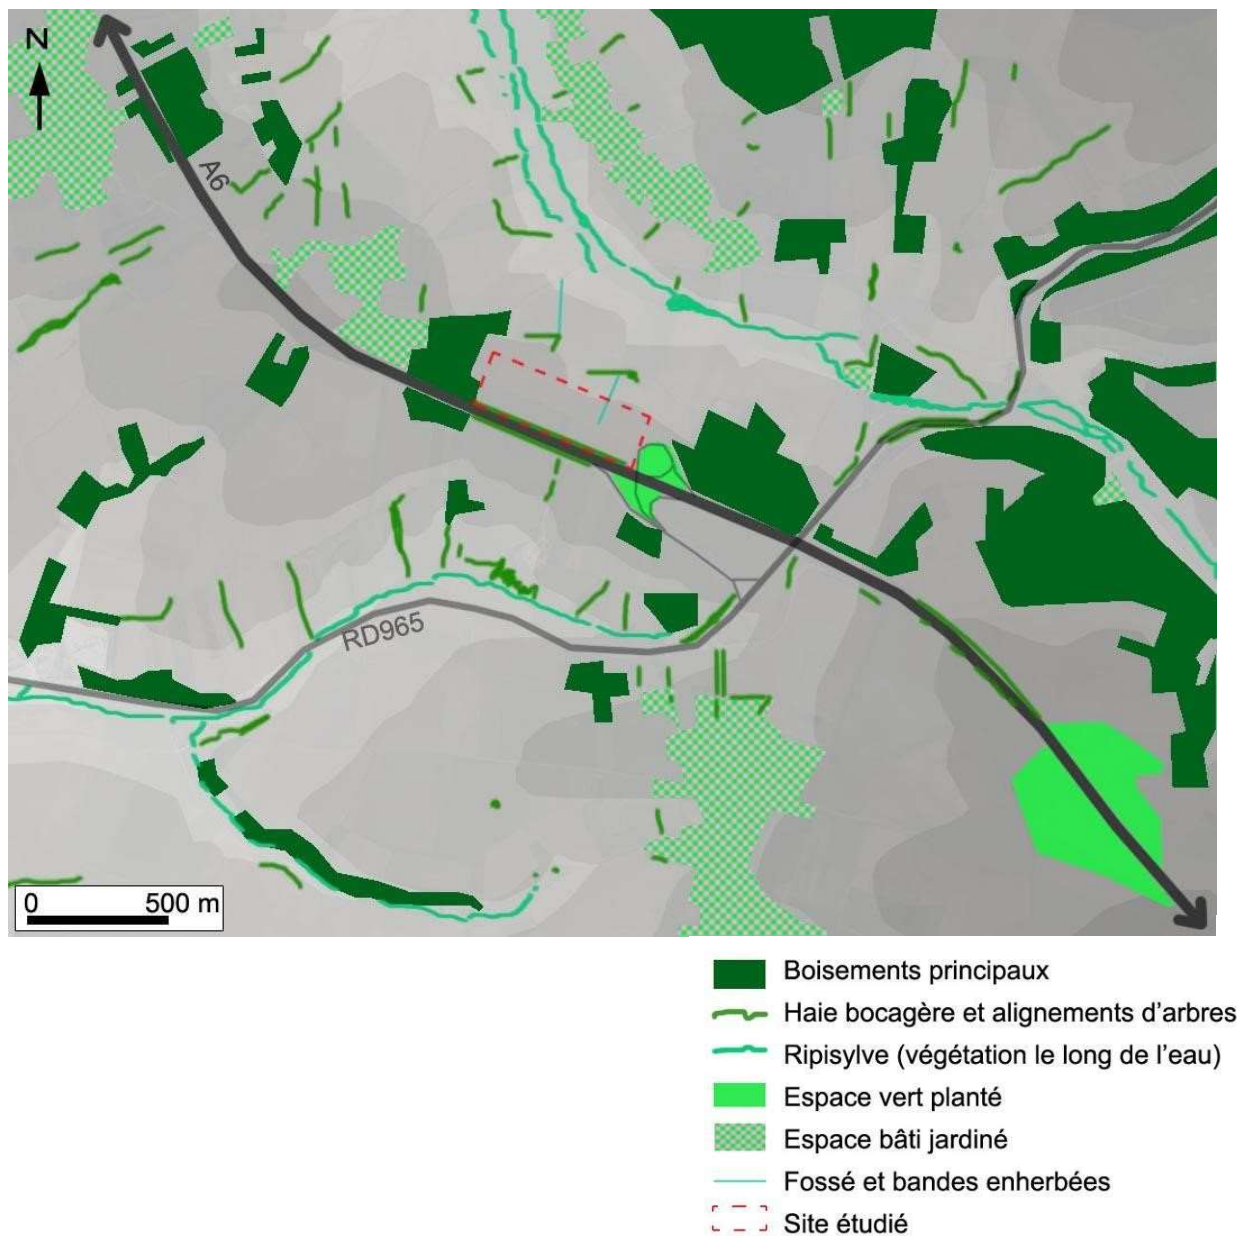 N
A6
RD965
0 500 m
Boisements principaux
Haie bocagère et alignements d'arbres
Ripisylve (végétation le long de l'eau)
Espace vert planté
Espace bâti jardiné
Fossé et bandes enherbées
Site étudié